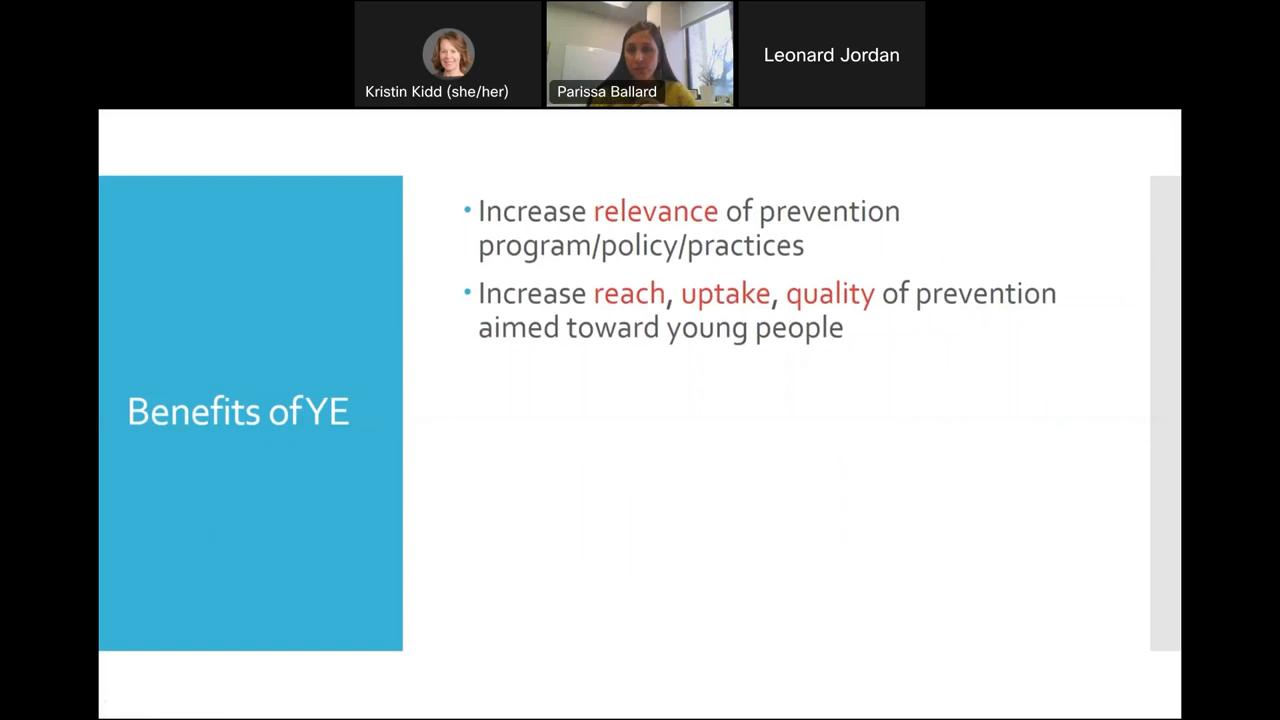 Kristin Kidd (she/her)
Parissa Ballard
Leonard Jordan
Benefits of YE
• Increase relevance of prevention
program/policy/practices
• Increase reach, uptake, quality of prevention
aimed toward young people